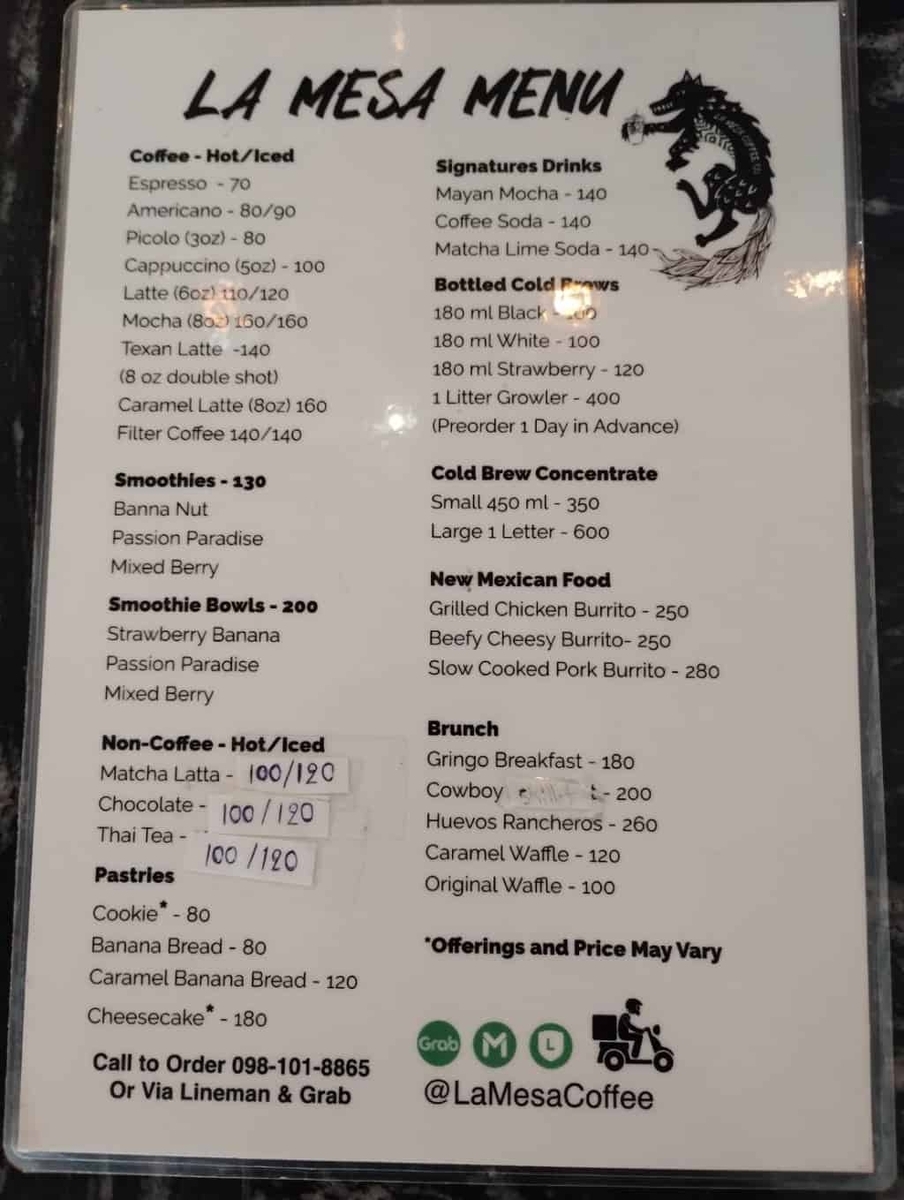 LA MESA MENU
Coffee - Hot/Iced
Espresso - 70
Americano - 80/90
Picolo (3oz) - 80
Cappuccino (5oz) - 100
Latte (6oz) 110/120
Mocha (8oz) 160/160
Texan Latte -140
(8 oz double shot)
Caramel Latte (8oz) 160
Filter Coffee 140/140
Smoothies - 130
Banna Nut
Passion Paradise
Mixed Berry
Smoothie Bowls - 200
Strawberry Banana
Passion Paradise
Mixed Berry
Non-Coffee - Hot/Iced
Matcha Latta - 100/120
Chocolate - 100/120
Thai Tea - 100/120
Pastries
Cookie* - 80
Banana Bread - 80
Caramel Banana Bread - 120
Cheesecake* - 180
Call to Order 098-101-8865
Or Via Lineman & Grab
Signatures Drinks
Mayan Mocha - 140
Coffee Soda - 140
Matcha Lime Soda - 140
Bottled Cold Brews
180 ml Black -
180 ml White - 100
180 ml Strawberry - 120
1 Litter Growler - 400
(Preorder 1 Day in Advance)
Cold Brew Concentrate
Small 450 ml - 350
Large 1 Letter - 600
New Mexican Food
Grilled Chicken Burrito - 250
Beefy Cheesy Burrito- 250
Slow Cooked Pork Burrito - 280
Brunch
Gringo Breakfast - 180
Cowboy - 200
Huevos Rancheros - 260
Caramel Waffle - 120
Original Waffle - 100
*Offerings and Price May Vary
Grab M L
@LaMesaCoffee